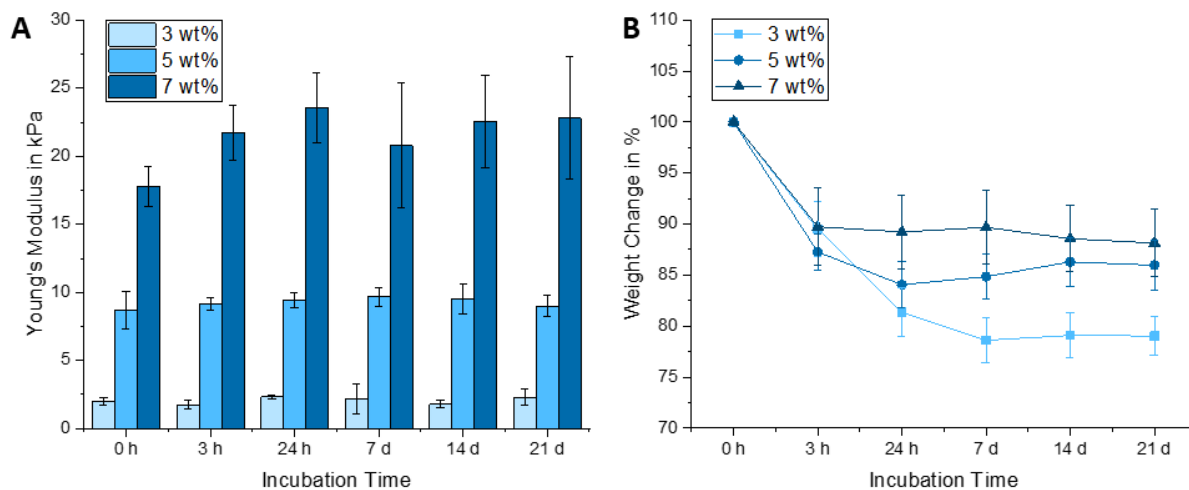 A
Young's Modulus in kPa
30
25
20
15
10
5
0
3 wt%
5 wt%
7 wt%
0 h
3 h
24 h
7 d
14 d
21 d
Incubation Time
B
Weight Change in %
110
105
100
95
90
85
80
75
70
3 wt%
5 wt%
7 wt%
0 h
3 h
24 h
7 d
14 d
21 d
Incubation Time